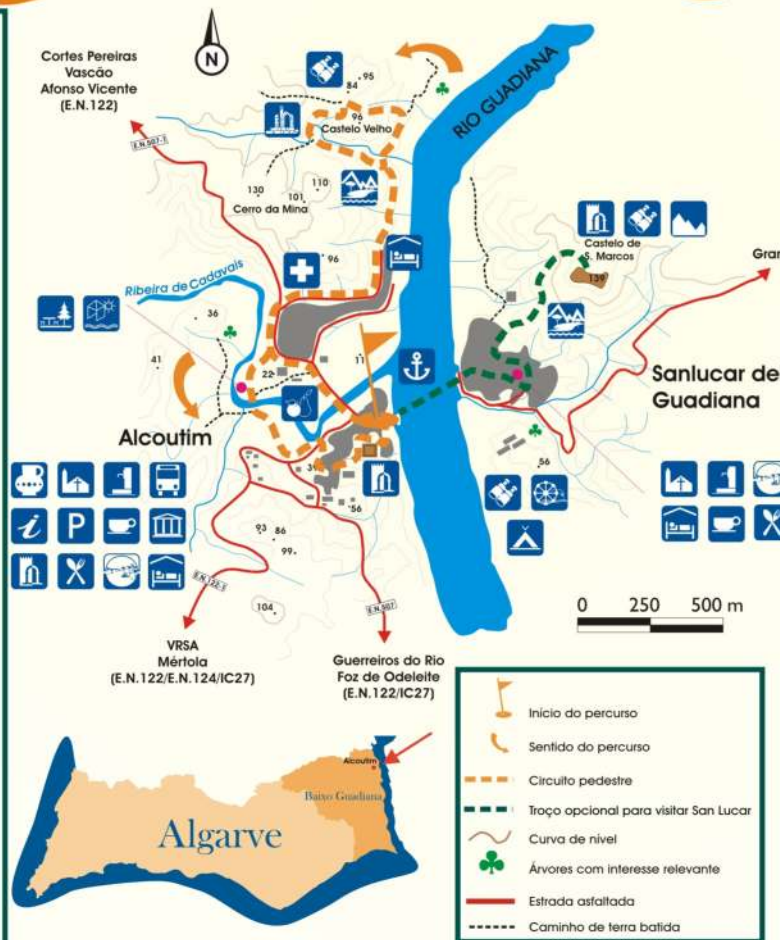 Cortes Pereiras
Vascão
Afonso Vicente
(E.N.122)
N
RIO GUADIANA
E.N.507-1
95
84
96
Castelo Velho
110
130
101
Cerro da Mina
96
Castelo de
S. Marcos
139
Gran
Ribeira de Cadavais
36
41
22
11
Sanlucar de
Guadiana
Alcoutim
56
56
i
P
93
86
99
E.N.122-1
104
E.N.507
0 250 500 m
VRSA
Mértola
(E.N.122/E.N.124/IC27)
Guerreiros do Rio
Foz de Odeleite
(E.N.122/IC27)
Alcoutim
Baixo Guadiana
Algarve
Início do percurso
Sentido do percurso
Circuito pedestre
Troço opcional para visitar San Lucar
Curva de nível
Árvores com interesse relevante
Estrada asfaltada
Caminho de terra batida